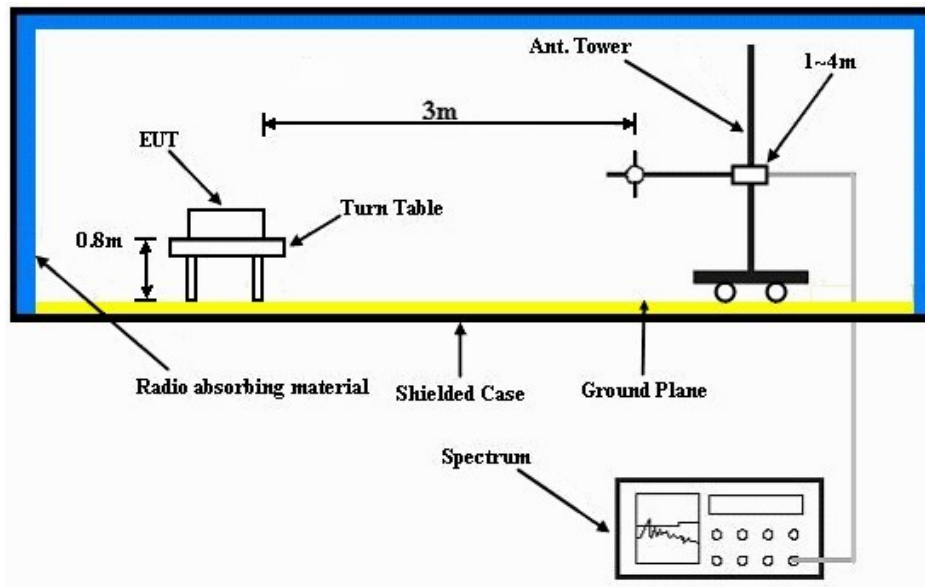 Ant. Tower
1~4m
3m
EUT
Turn Table
0.8m
Radio absorbing material
Shielded Case
Ground Plane
Spectrum